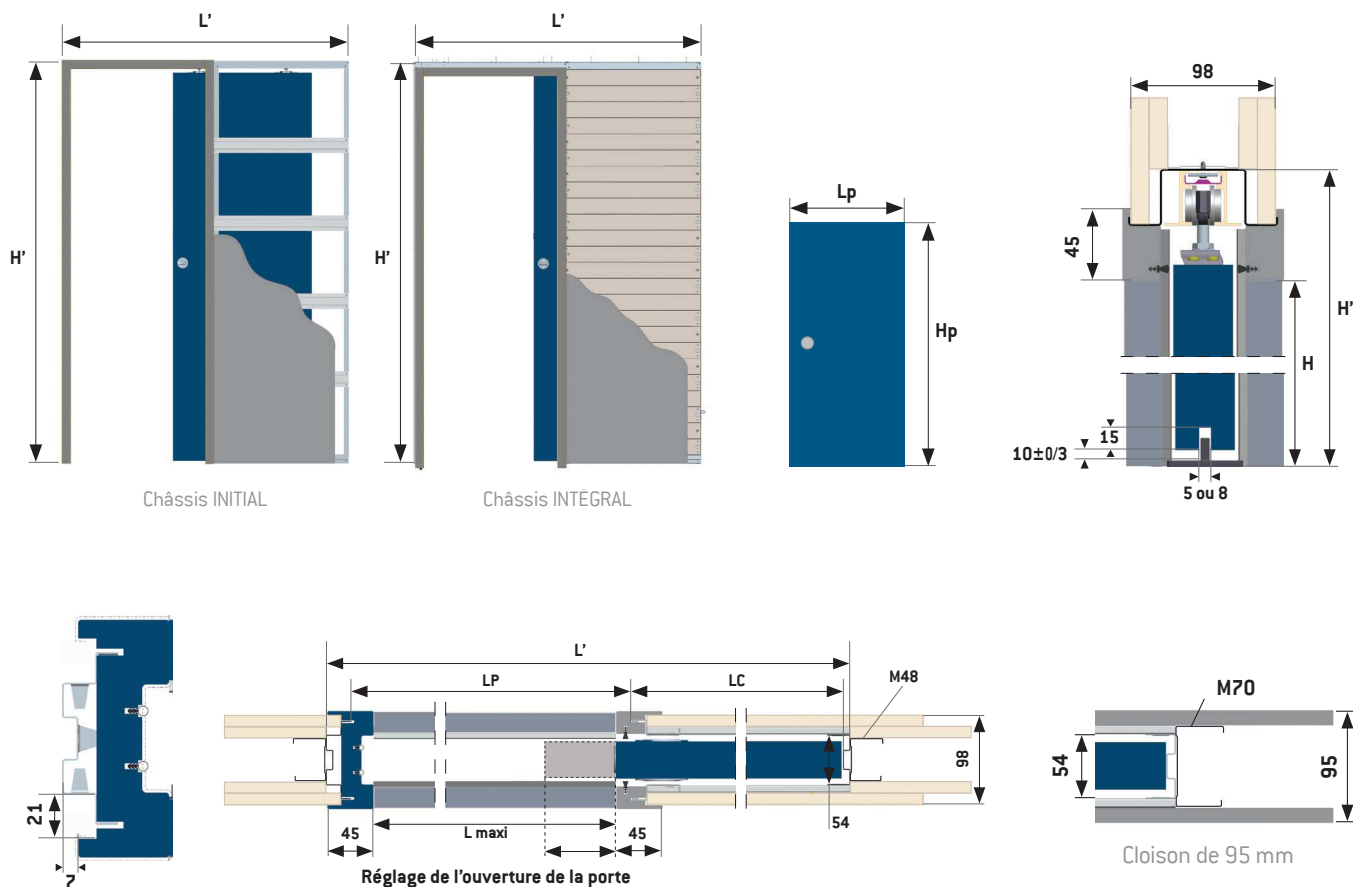 L'
L'
98
H'
H'
Lp
Hp
45
H
H'
15
10±0/3
5 ou 8
Châssis INITIAL
Châssis INTÉGRAL
L'
LP
LC
M48
98
54
45
L maxi
45
Réglage de l'ouverture de la porte
21
7
M70
54
95
Cloison de 95 mm